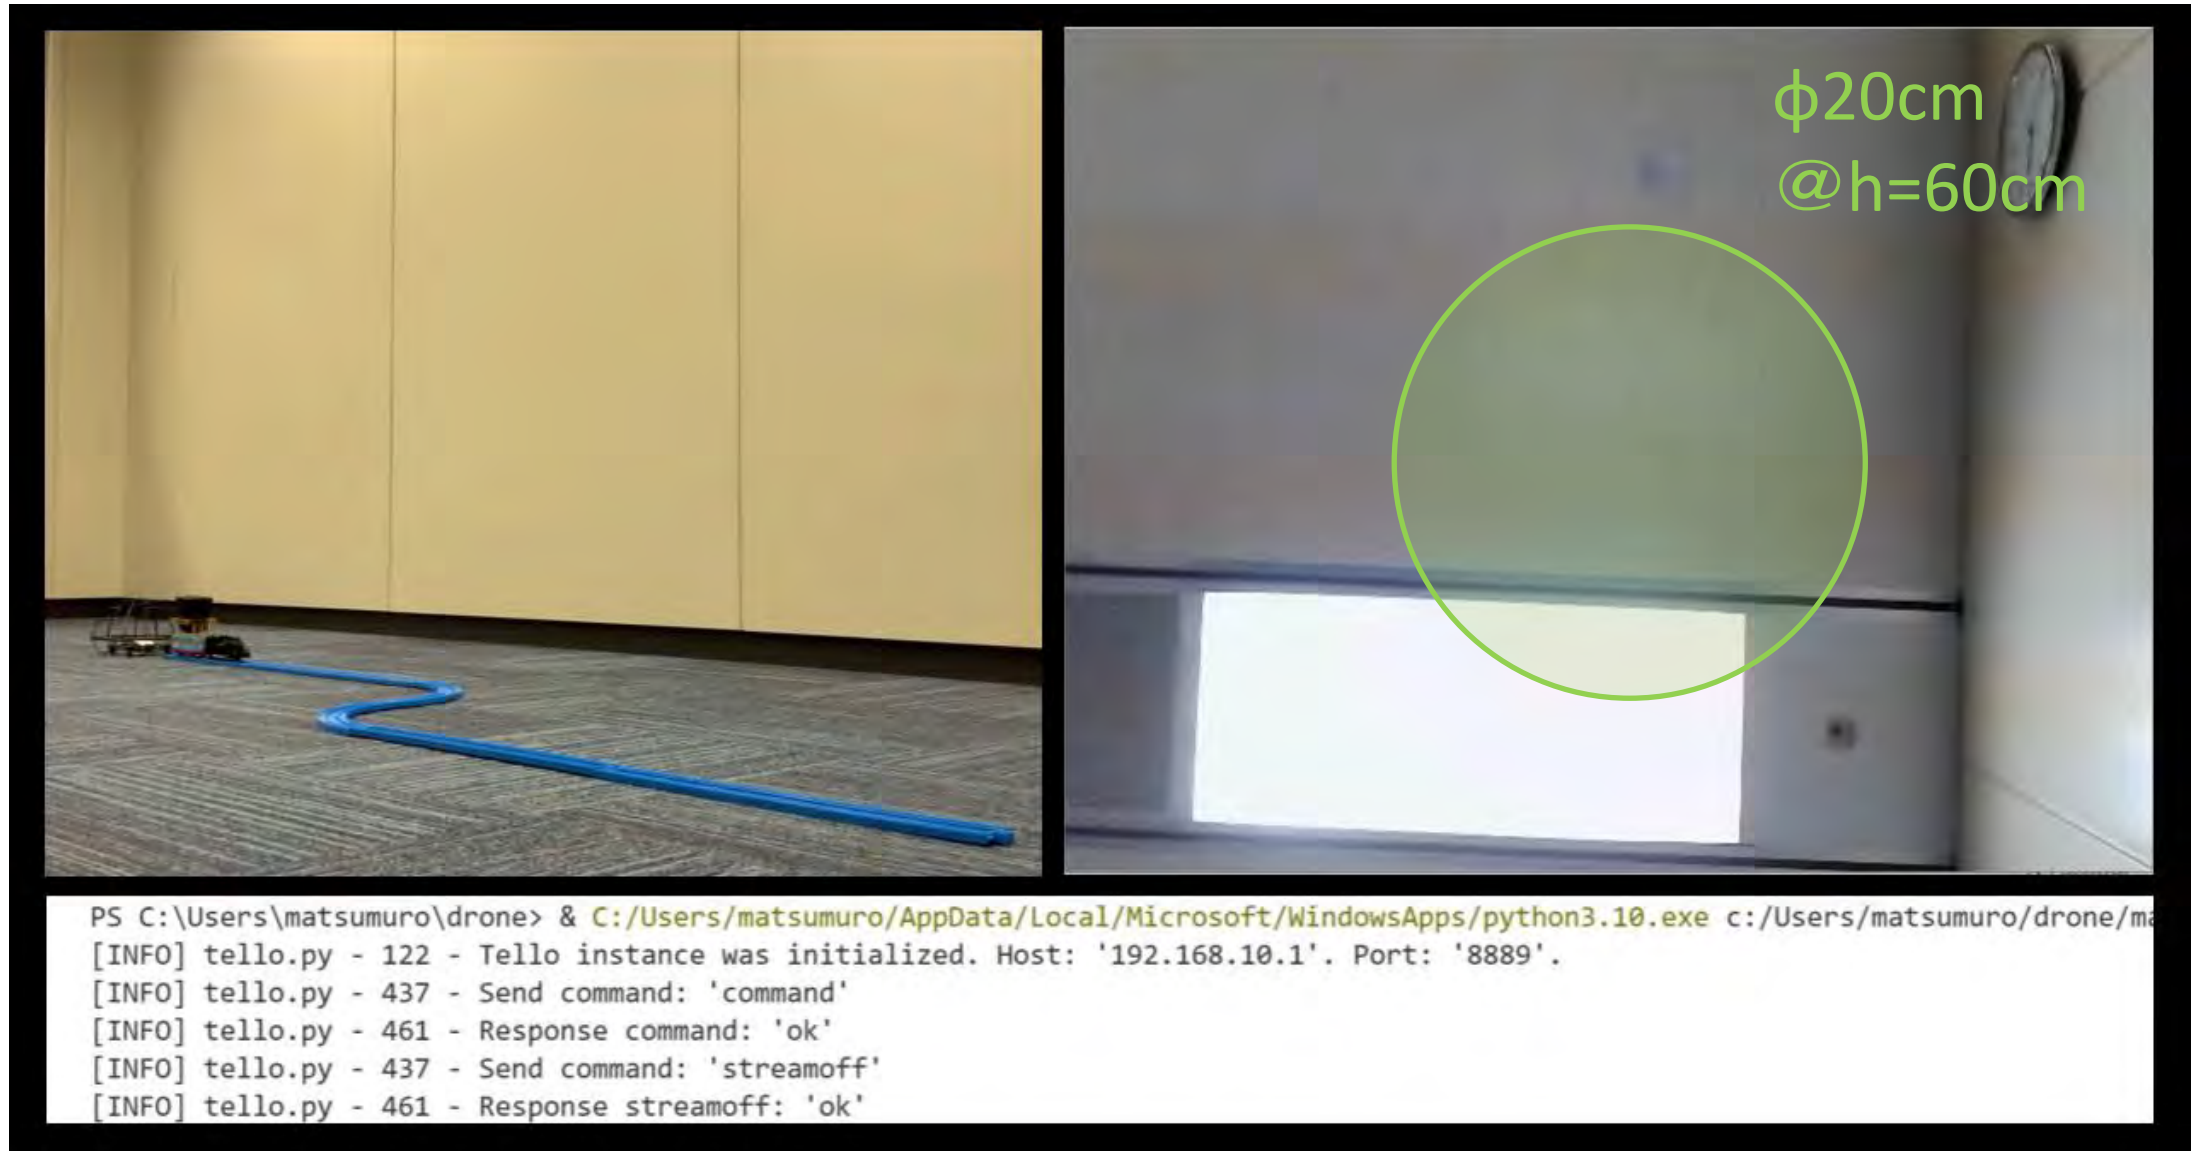 ϕ20cm
@h=60cm
PS C:\Users\matsumuro\drone> & C:/Users/matsumuro/AppData/Local/Microsoft/WindowsApps/python3.10.exe c:/Users/matsumuro/drone/ma
[INFO] tello.py - 122 - Tello instance was initialized. Host: '192.168.10.1'. Port: '8889'.
[INFO] tello.py - 437 - Send command: 'command'
[INFO] tello.py - 461 - Response command: 'ok'
[INFO] tello.py - 437 - Send command: 'streamoff'
[INFO] tello.py - 461 - Response streamoff: 'ok'